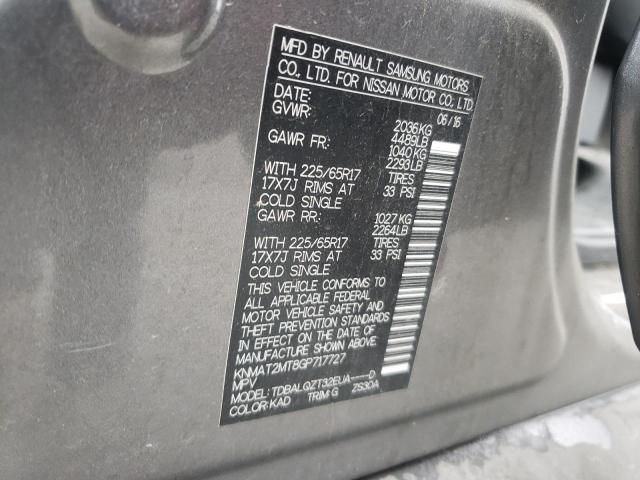 MFD BY RENAULT SAMSUNG MOTORS
CO., LTD. FOR NISSAN MOTOR CO., LTD.
DATE: 06/16
GVWR: 2036KG
4489LB
GAWR FR: 1040KG
2293LB
WITH 225/65R17 TIRES
17X7J RIMS AT 33 PSI
COLD SINGLE
GAWR RR: 1027KG
2264LB
WITH 225/65R17 TIRES
17X7J RIMS AT 33 PSI
COLD SINGLE
THIS VEHICLE CONFORMS TO
ALL APPLICABLE FEDERAL
MOTOR VEHICLE SAFETY AND
THEFT PREVENTION STANDARDS
IN EFFECT ON THE DATE OF
MANUFACTURE SHOWN ABOVE.
KNMAT2MT8GP717727
MPV
MODEL: TDBALQZT32EUA----D
COLOR: KAD TRIM: G ZS30A